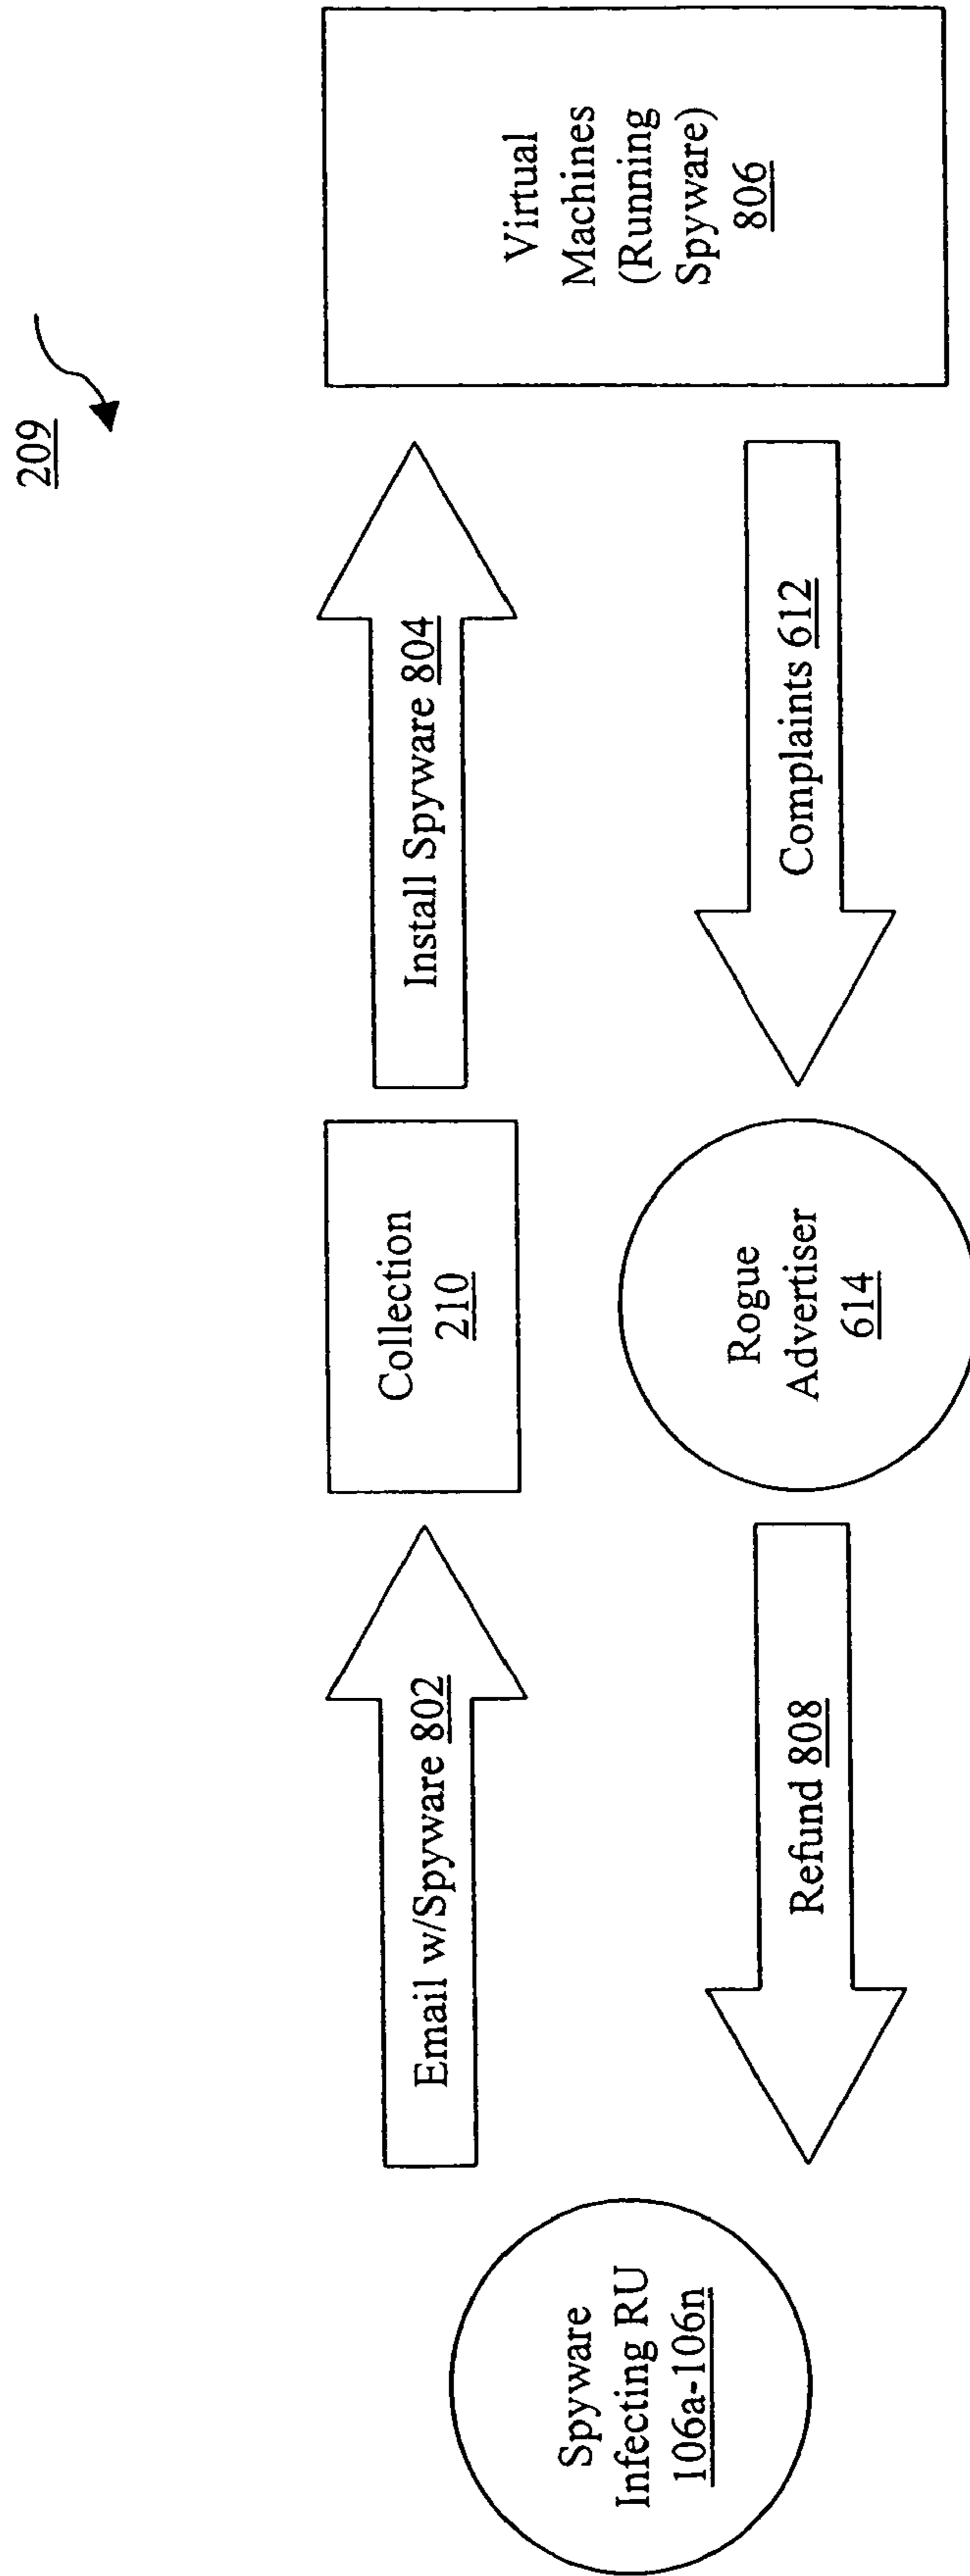 209
Spyware
Infecting RU
106a-106n
Email w/Spyware 802
Collection
210
Install Spyware 804
Virtual
Machines
(Running
Spyware)
806
Complaints 612
Rogue
Advertiser
614
Refund 808